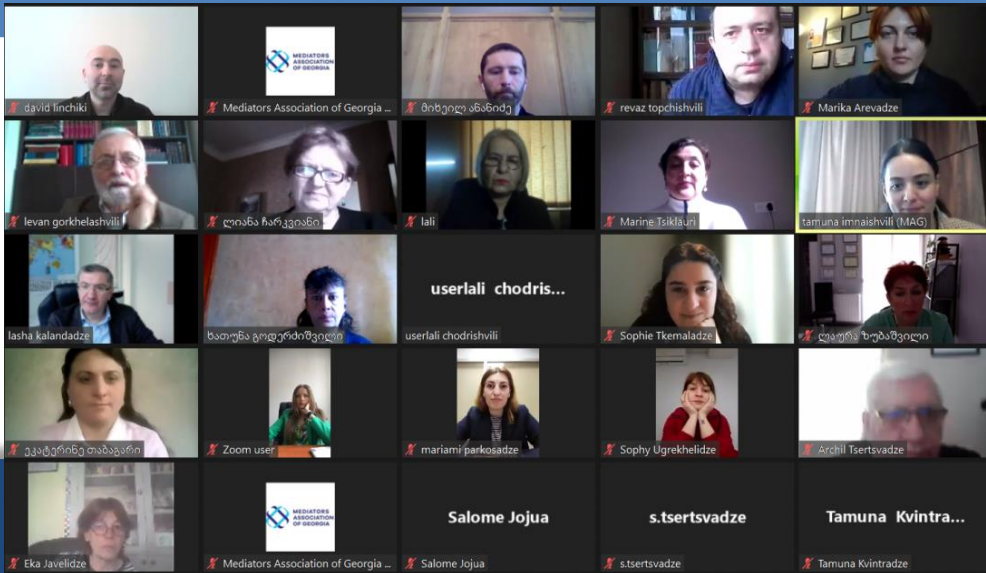 david linchiki
MEDIATORS
ASSOCIATION
OF GEORGIA
Mediators Association of Georgia ...
მიხეილ ანანიძე
revaz topchishvili
Marika Arevadze
levan gorkhelashvili
ლიანა ჩარკვიანი
lali
Marine Tsiklauri
tamuna imnaishvili (MAG)
lasha kalandadze
ხათუნა გოდერძიშვილი
userlali chodris...
userlali chodrishvili
Sophie Tkemaladze
ლაურა ზუბაშვილი
ეკატერინე თაბაგარი
Zoom user
mariami parkosadze
Sophy Ugrekhelidze
Archil Tsertsvadze
Eka Javelidze
MEDIATORS
ASSOCIATION
OF GEORGIA
Mediators Association of Georgia ...
Salome Jojua
Salome Jojua
s.tsertsvadze
s.tsertsvadze
Tamuna Kvintra...
Tamuna Kvintradze